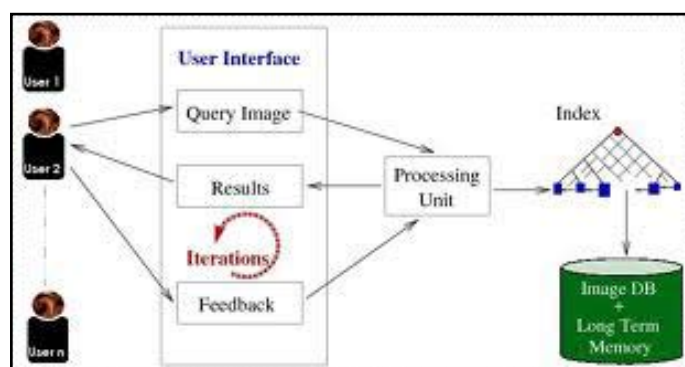 User 1
User Interface
Query Image
Index
User 2
Results
Processing
Unit
Iterations
Feedback
Image DB
+
Long Term
Memory
User n